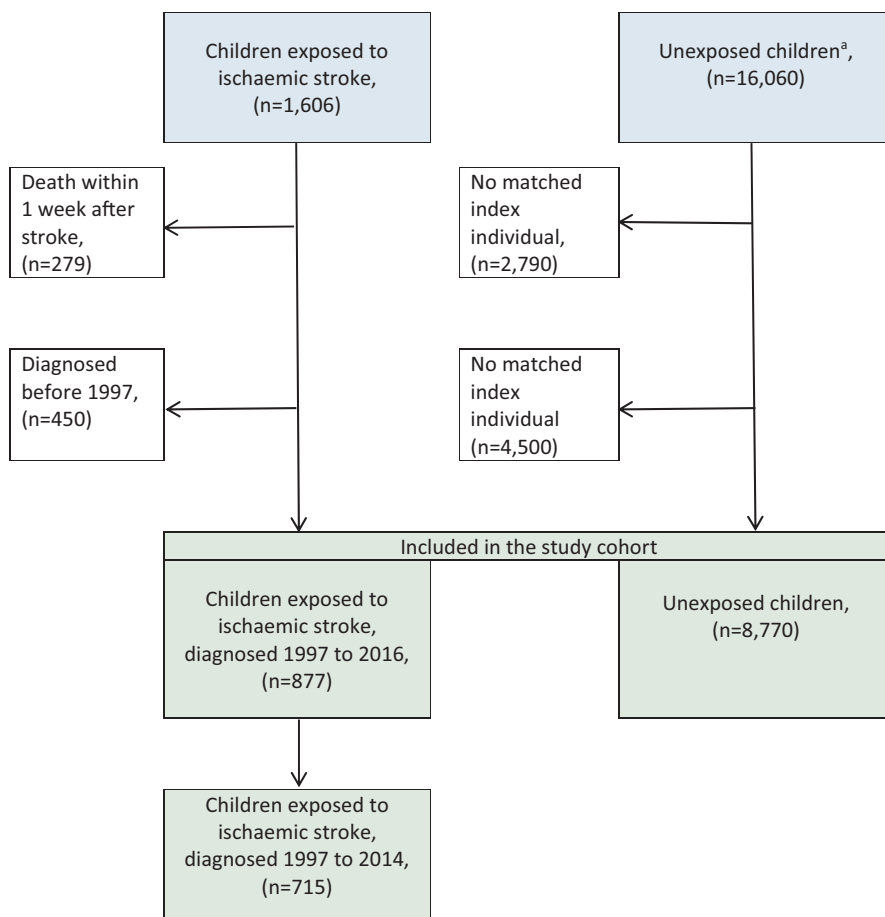 Children exposed to
ischaemic stroke,
(n=1,606)
Unexposed childrenᵃ,
(n=16,060)
Death within
1 week after
stroke,
(n=279)
No matched
index
individual,
(n=2,790)
Diagnosed
before 1997,
(n=450)
No matched
index
individual
(n=4,500)
Included in the study cohort
Children exposed to
ischaemic stroke,
diagnosed 1997 to 2016,
(n=877)
Unexposed children,
(n=8,770)
Children exposed to
ischaemic stroke,
diagnosed 1997 to 2014,
(n=715)